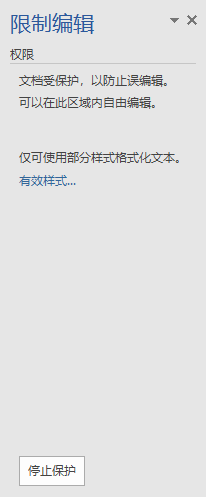 限制编辑
权限
文档受保护，以防止误编辑。
可以在此区域内自由编辑。
仅可使用部分样式格式化文本。
有效样式...
停止保护